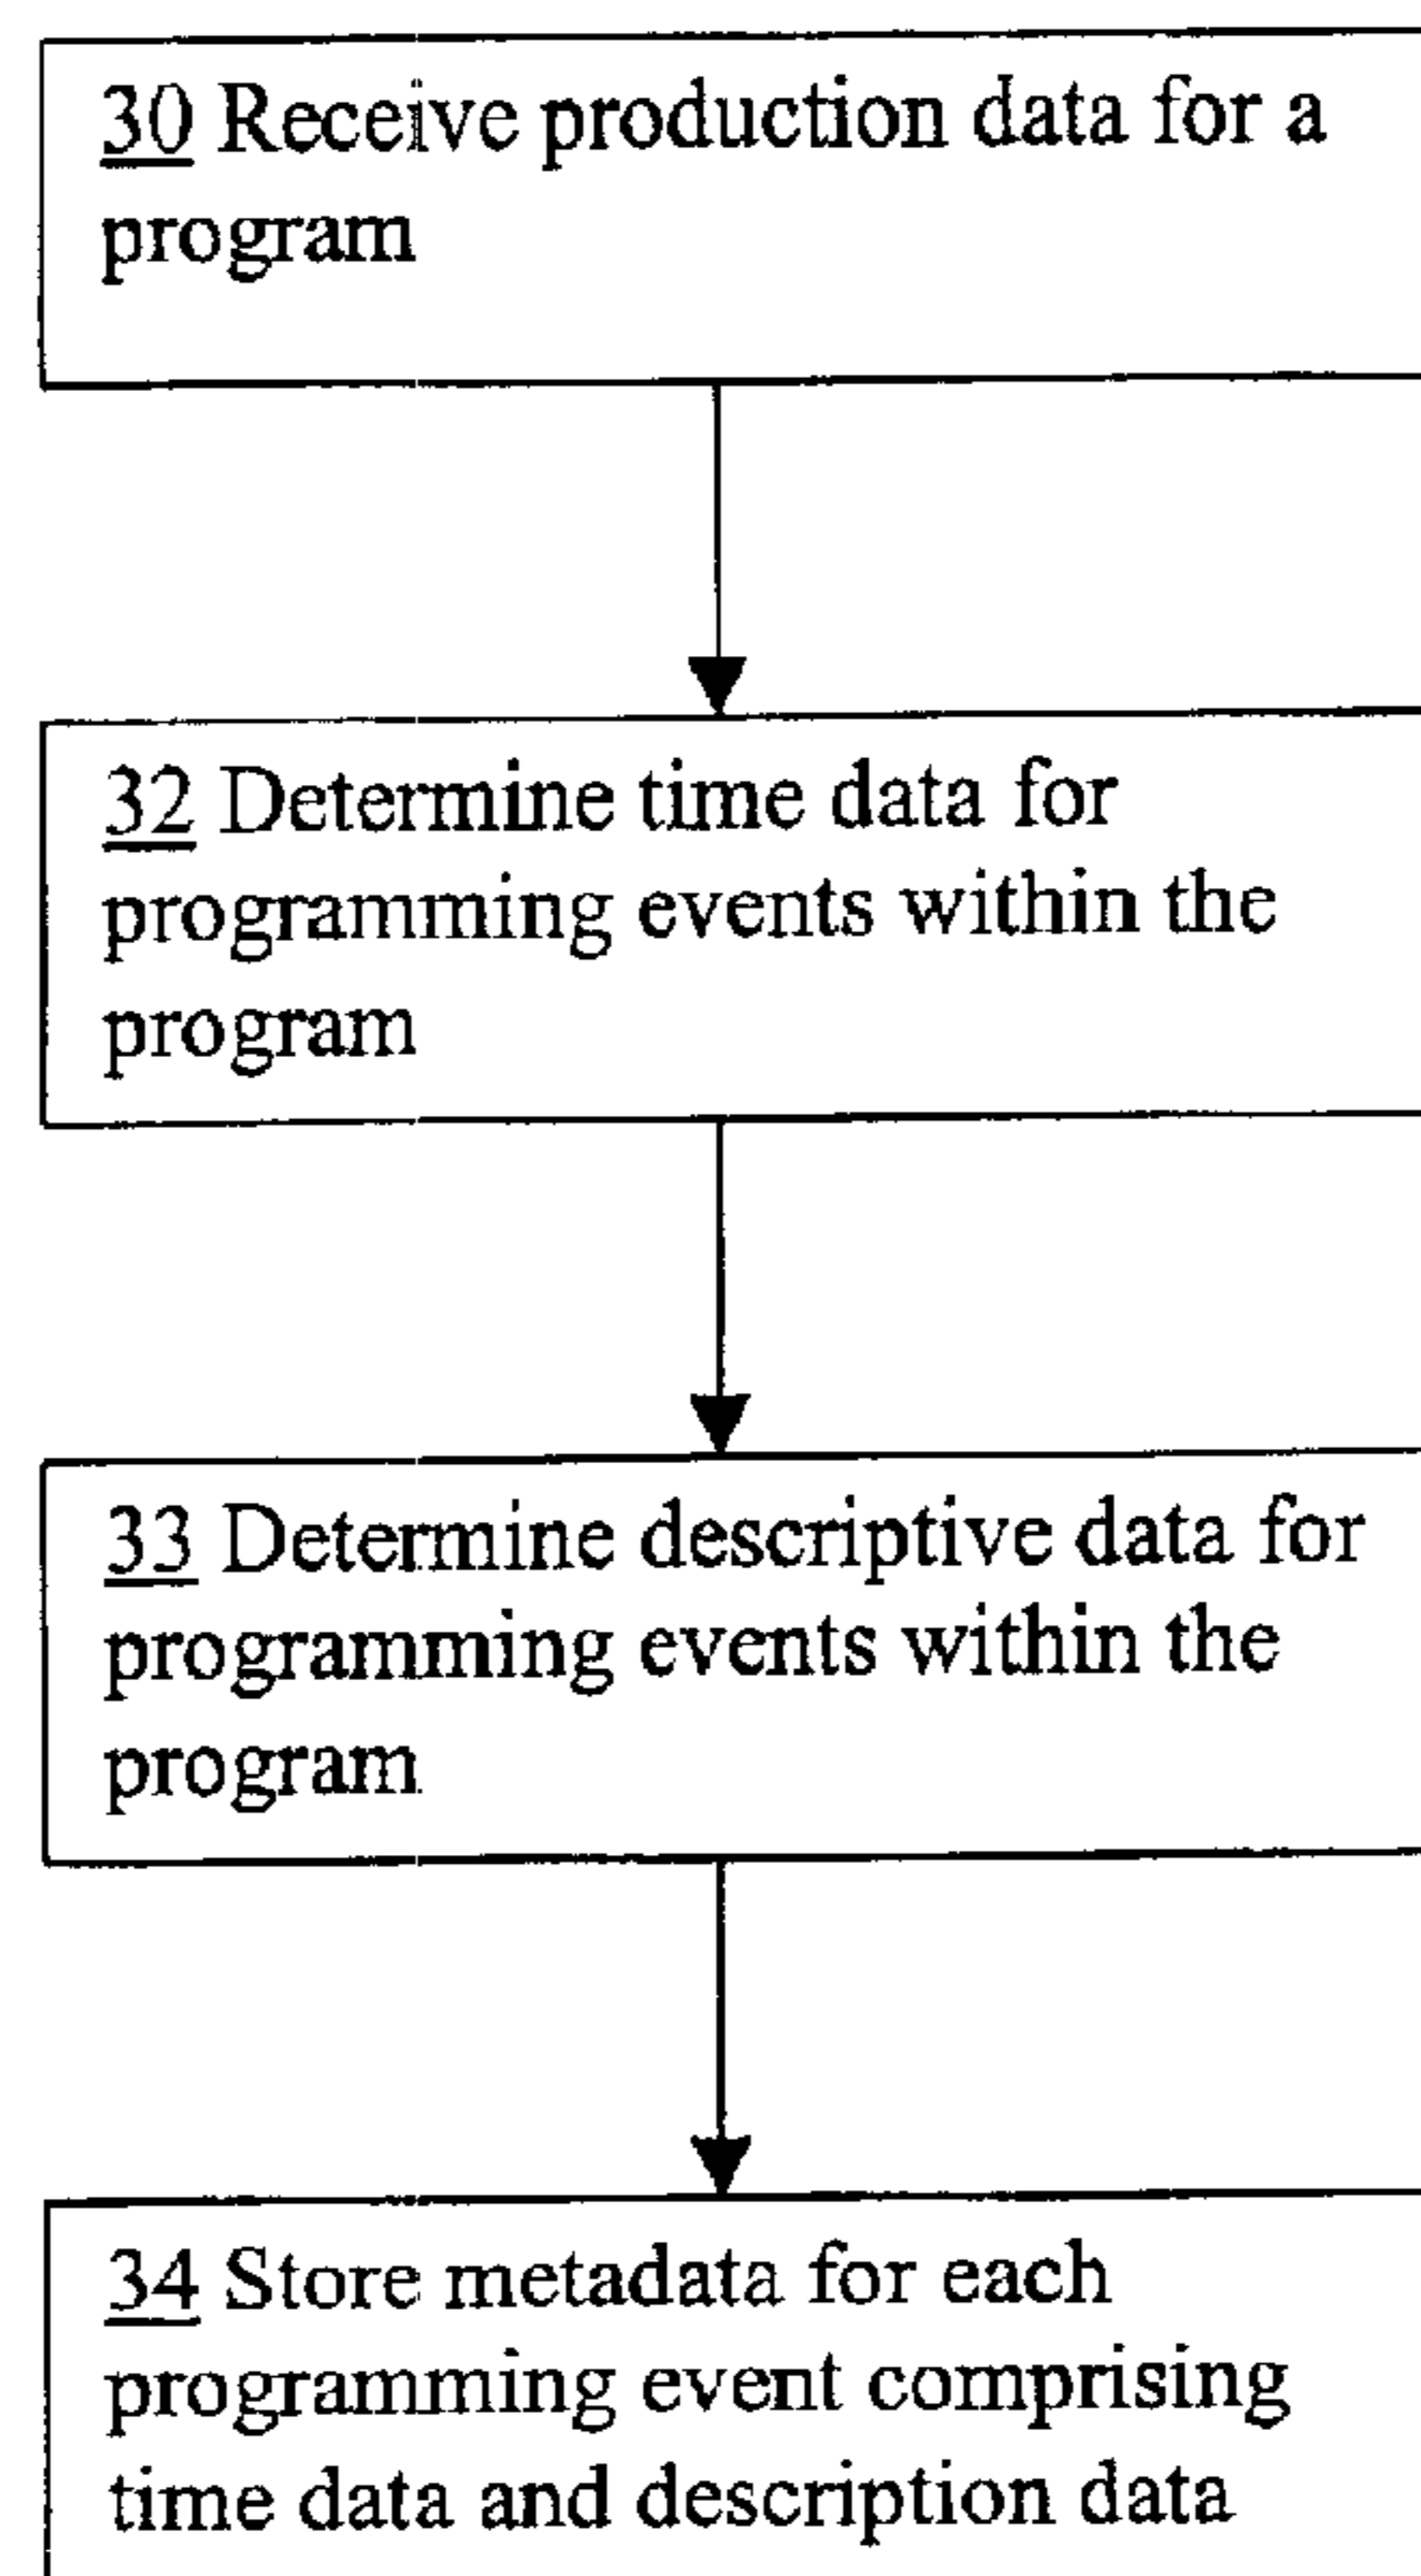 30 Receive production data for a
program
32 Determine time data for
programming events within the
program
33 Determine descriptive data for
programming events within the
program
34 Store metadata for each
programming event comprising
time data and description data